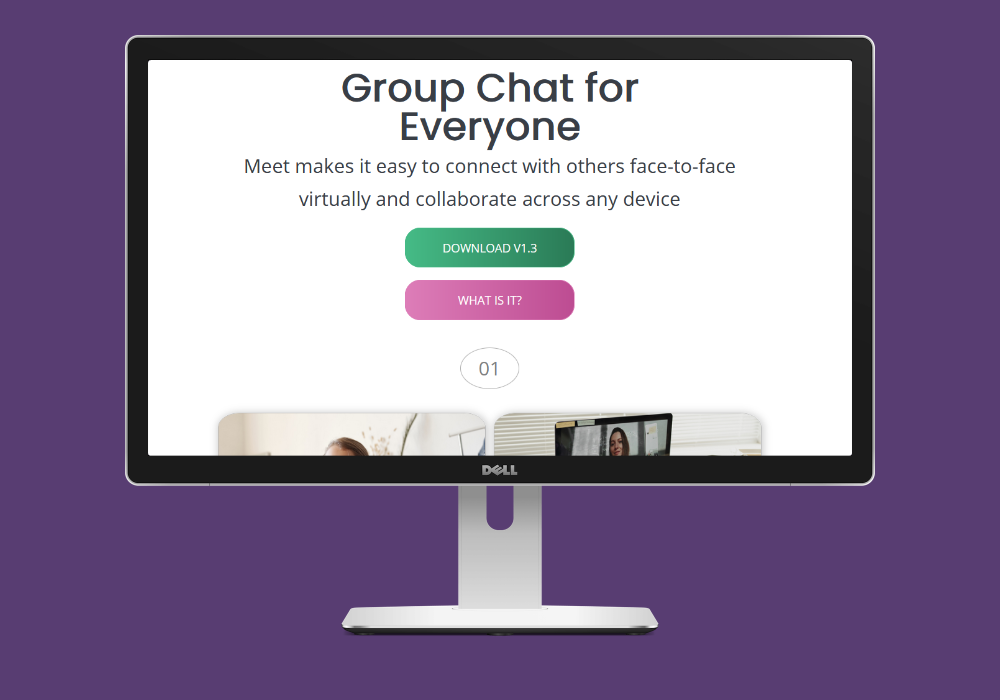 Group Chat for
Everyone
Meet makes it easy to connect with others face-to-face
virtually and collaborate across any device
DOWNLOAD V1.3
WHAT IS IT?
01
DELL